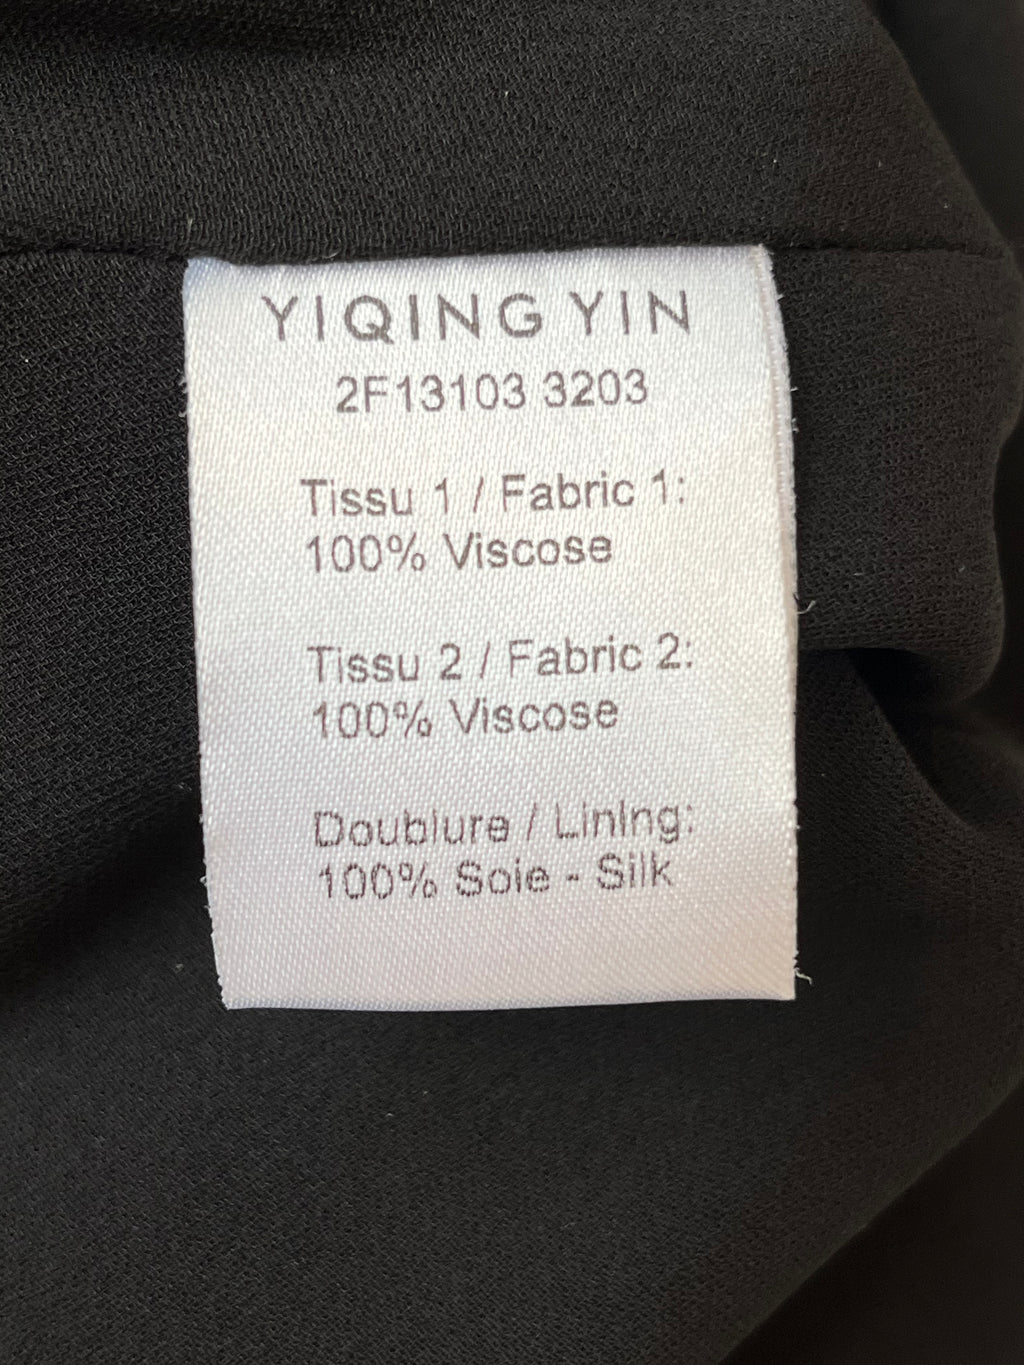 YIQING YIN
2F13103 3203
Tissu 1 / Fabric 1:
100% Viscose
Tissu 2 / Fabric 2:
100% Viscose
Doublure / Lining:
100% Soie - Silk